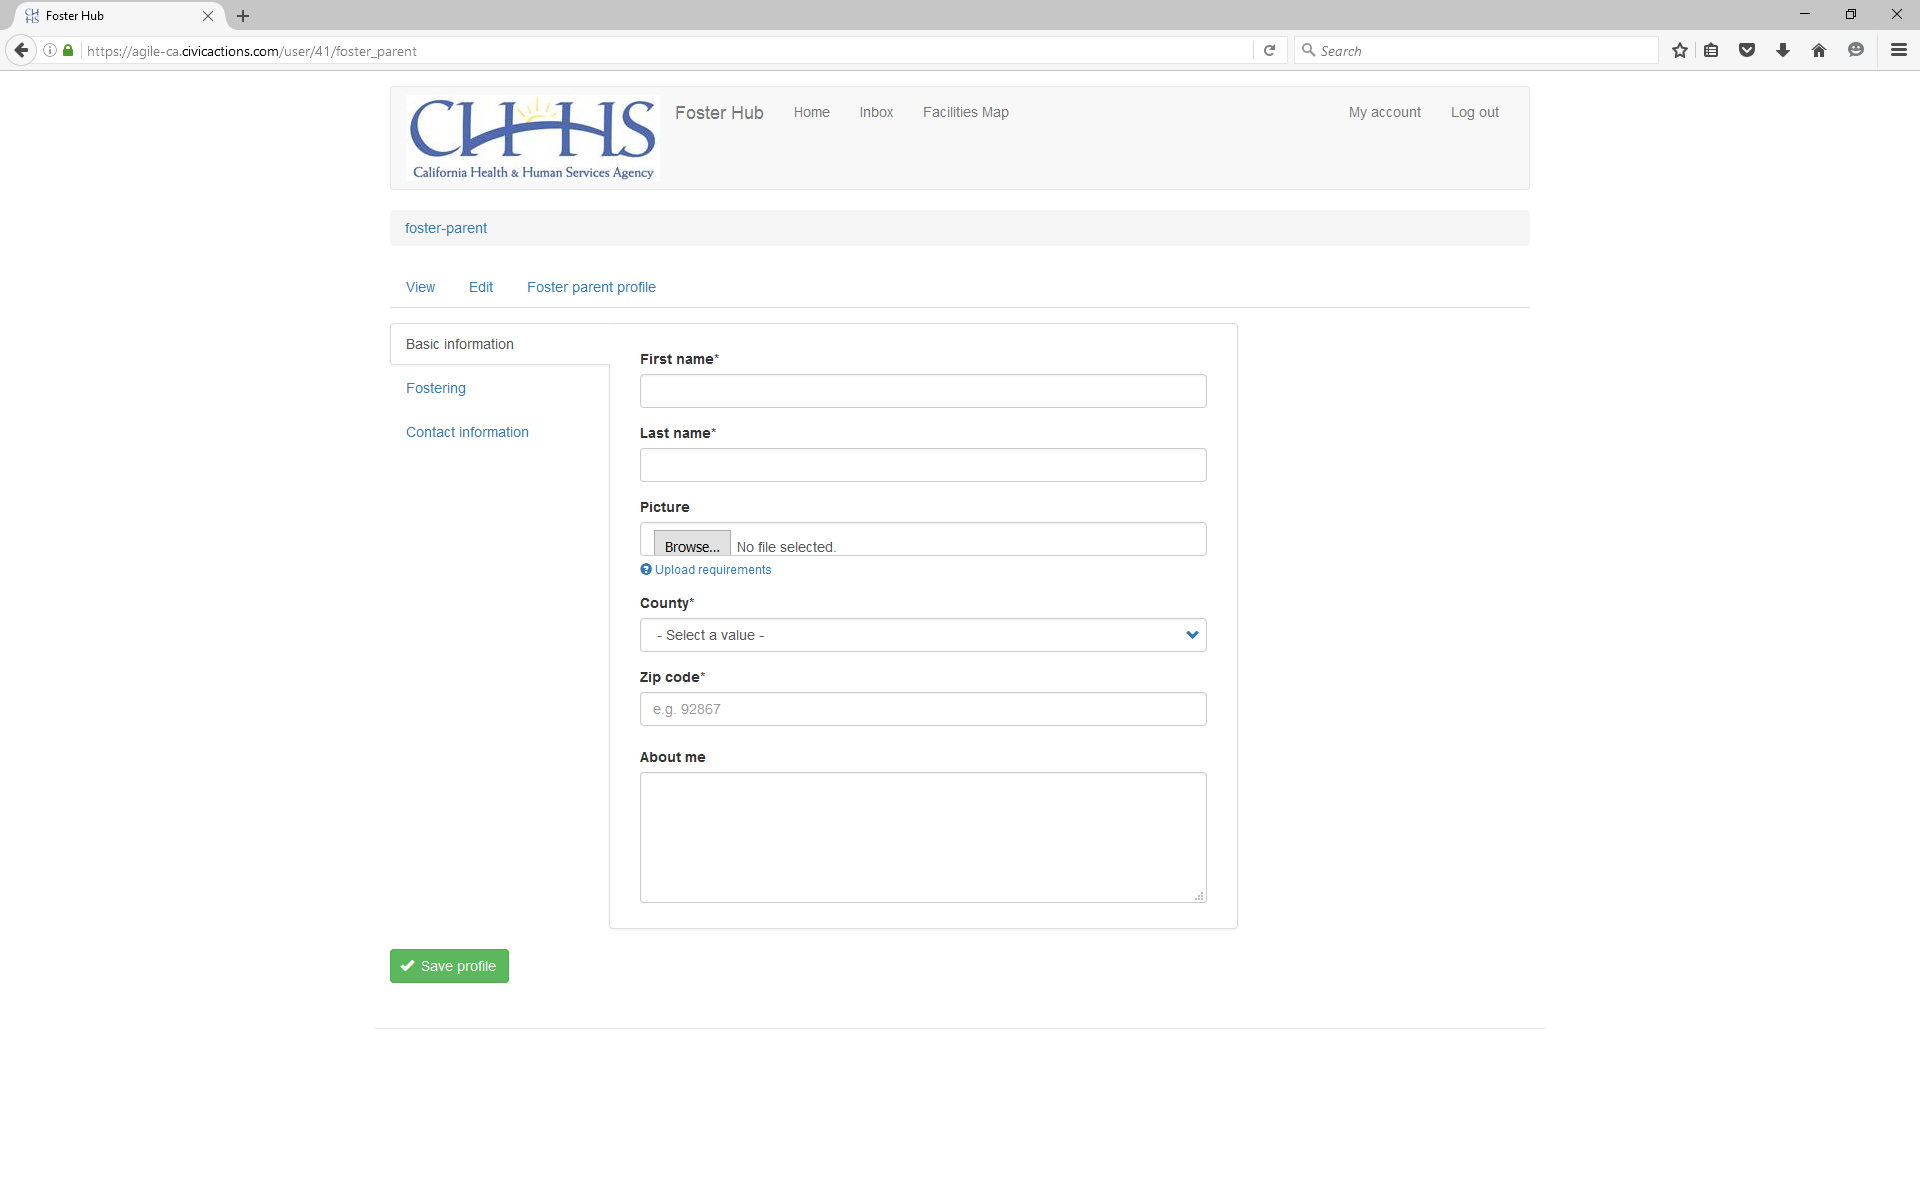 Foster Hub
https://agile-ca.civicactions.com/user/41/foster_parent
Search
CHHS
California Health & Human Services Agency
Foster Hub Home Inbox Facilities Map My account Log out
foster-parent
View Edit Foster parent profile
Basic information
Fostering
Contact information
First name*
Last name*
Picture
Browse... No file selected.
Upload requirements
County*
- Select a value -
Zip code*
e.g. 92867
About me
Save profile